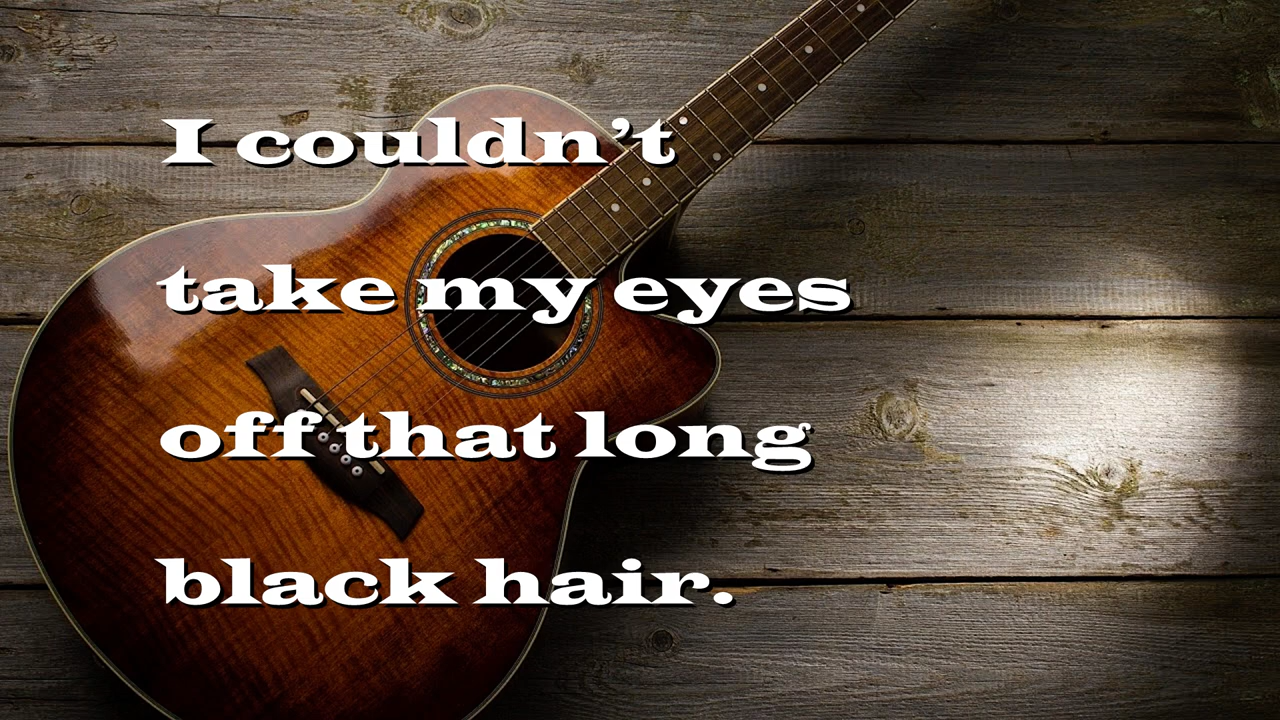 I couldn’t
take my eyes
off that long
black hair.